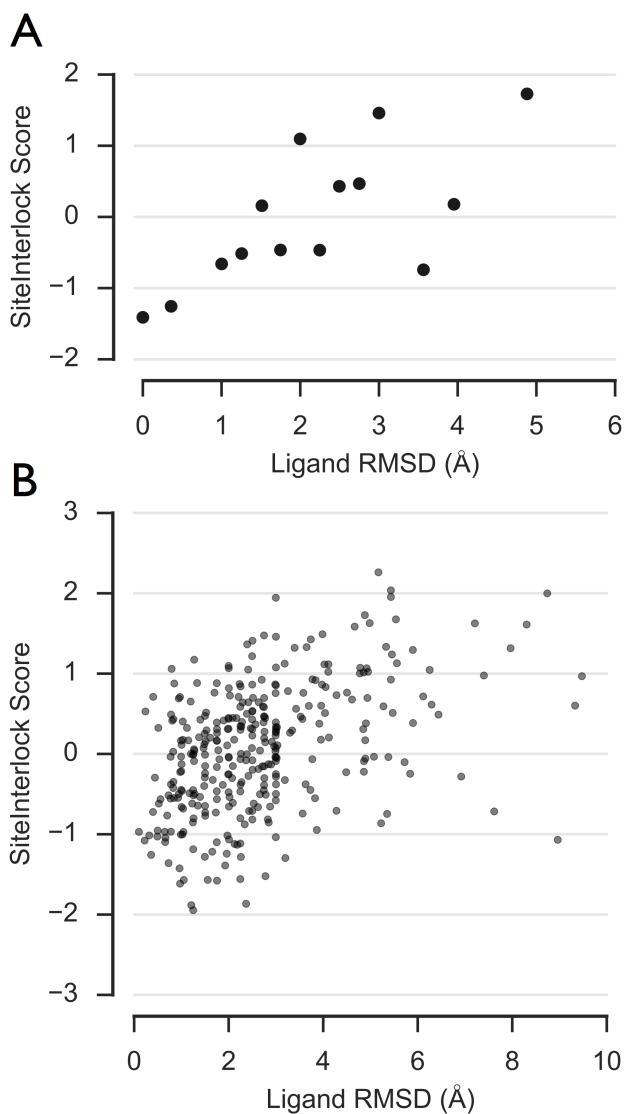 A
SiteInterlock Score
2
1
0
−1
−2
0 1 2 3 4 5 6
Ligand RMSD (Å)
B
SiteInterlock Score
3
2
1
0
−1
−2
−3
0 2 4 6 8 10
Ligand RMSD (Å)